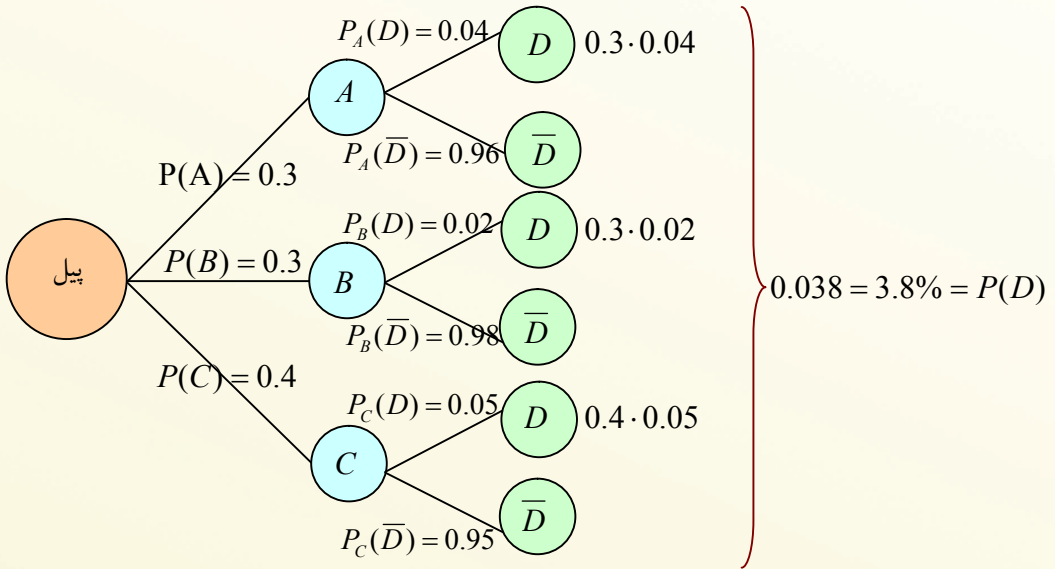 P_A(D) = 0.04
D
0.3 · 0.04
A
P_A(D̅) = 0.96
D̅
P(A) = 0.3
P_B(D) = 0.02
D
0.3 · 0.02
پیل
P(B) = 0.3
B
0.038 = 3.8% = P(D)
P_B(D̅) = 0.98
D̅
P(C) = 0.4
P_C(D) = 0.05
D
0.4 · 0.05
C
P_C(D̅) = 0.95
D̅